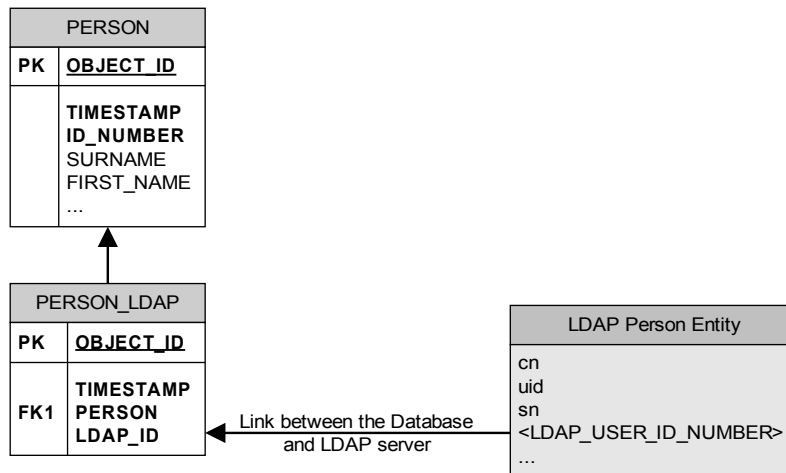 PERSON
PK OBJECT_ID
TIMESTAMP
ID_NUMBER
SURNAME
FIRST_NAME
...
PERSON_LDAP
PK OBJECT_ID
TIMESTAMP
FK1 PERSON
LDAP_ID
Link between the Database
and LDAP server
LDAP Person Entity
cn
uid
sn
<LDAP_USER_ID_NUMBER>
...